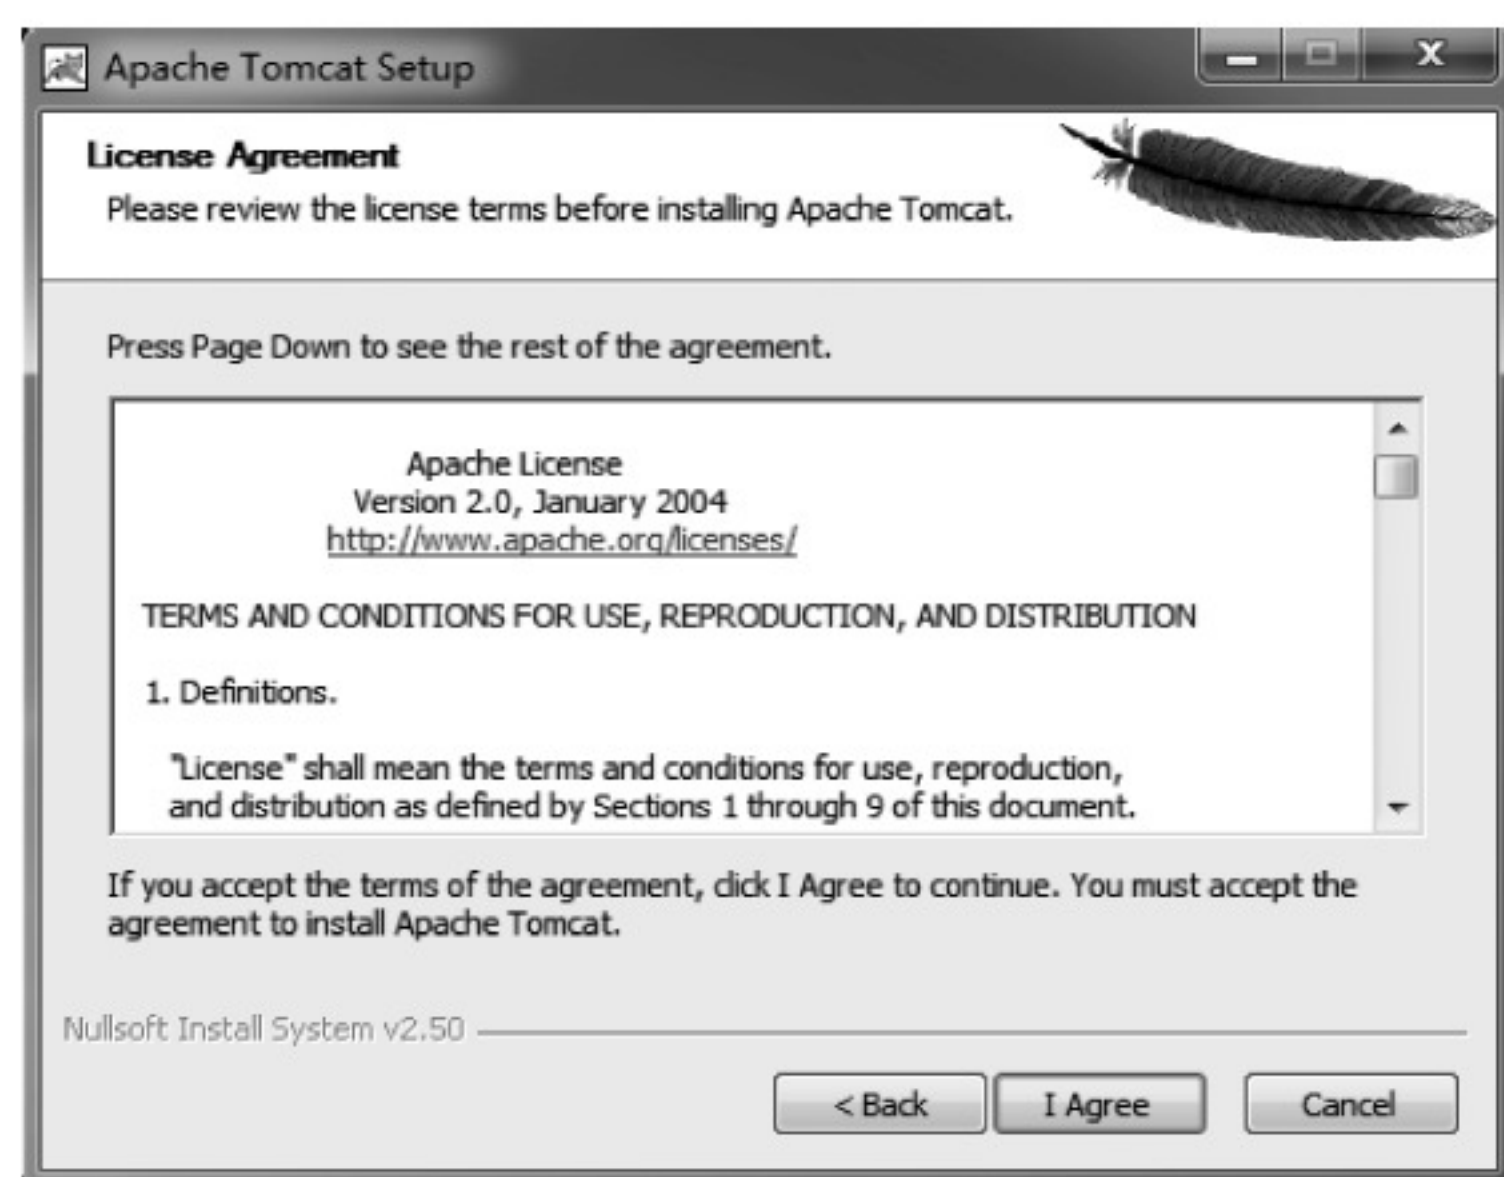 Apache Tomcat Setup
License Agreement
Please review the license terms before installing Apache Tomcat.
Press Page Down to see the rest of the agreement.
Apache License
Version 2.0, January 2004
http://www.apache.org/licenses/
TERMS AND CONDITIONS FOR USE, REPRODUCTION, AND DISTRIBUTION
1. Definitions.
"License" shall mean the terms and conditions for use, reproduction,
and distribution as defined by Sections 1 through 9 of this document.
If you accept the terms of the agreement, click I Agree to continue. You must accept the
agreement to install Apache Tomcat.
Nullsoft Install System v2.50
< Back
I Agree
Cancel